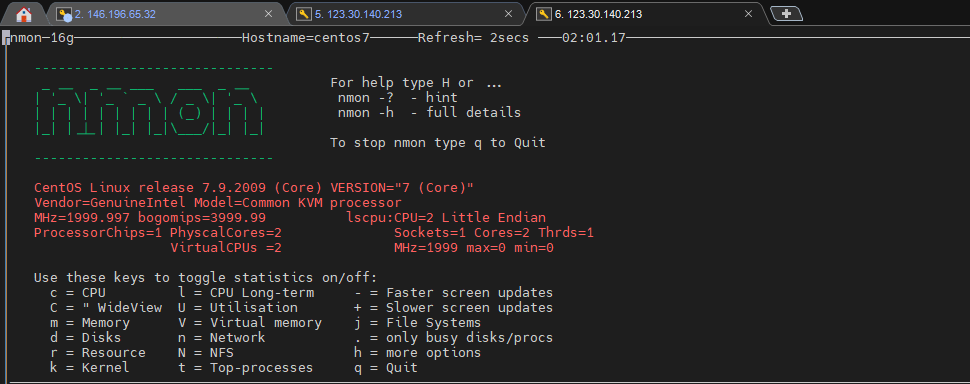 2. 146.196.65.32
5. 123.30.140.213
6. 123.30.140.213
nmon─16g─Hostname=centos7─Refresh= 2secs ─02:01.17─
For help type H or ...
nmon -? - hint
nmon -h - full details
To stop nmon type q to Quit
CentOS Linux release 7.9.2009 (Core) VERSION="7 (Core)"
Vendor=GenuineIntel Model=Common KVM processor
MHz=1999.997 bogomips=3999.99 lscpu:CPU=2 Little Endian
ProcessorChips=1 PhyscalCores=2 Sockets=1 Cores=2 Thrds=1
VirtualCPUs =2 MHz=1999 max=0 min=0
Use these keys to toggle statistics on/off:
c = CPU l = CPU Long-term - = Faster screen updates
C = " WideView U = Utilisation + = Slower screen updates
m = Memory V = Virtual memory j = File Systems
d = Disks n = Network . = only busy disks/procs
r = Resource N = NFS h = more options
k = Kernel t = Top-processes q = Quit